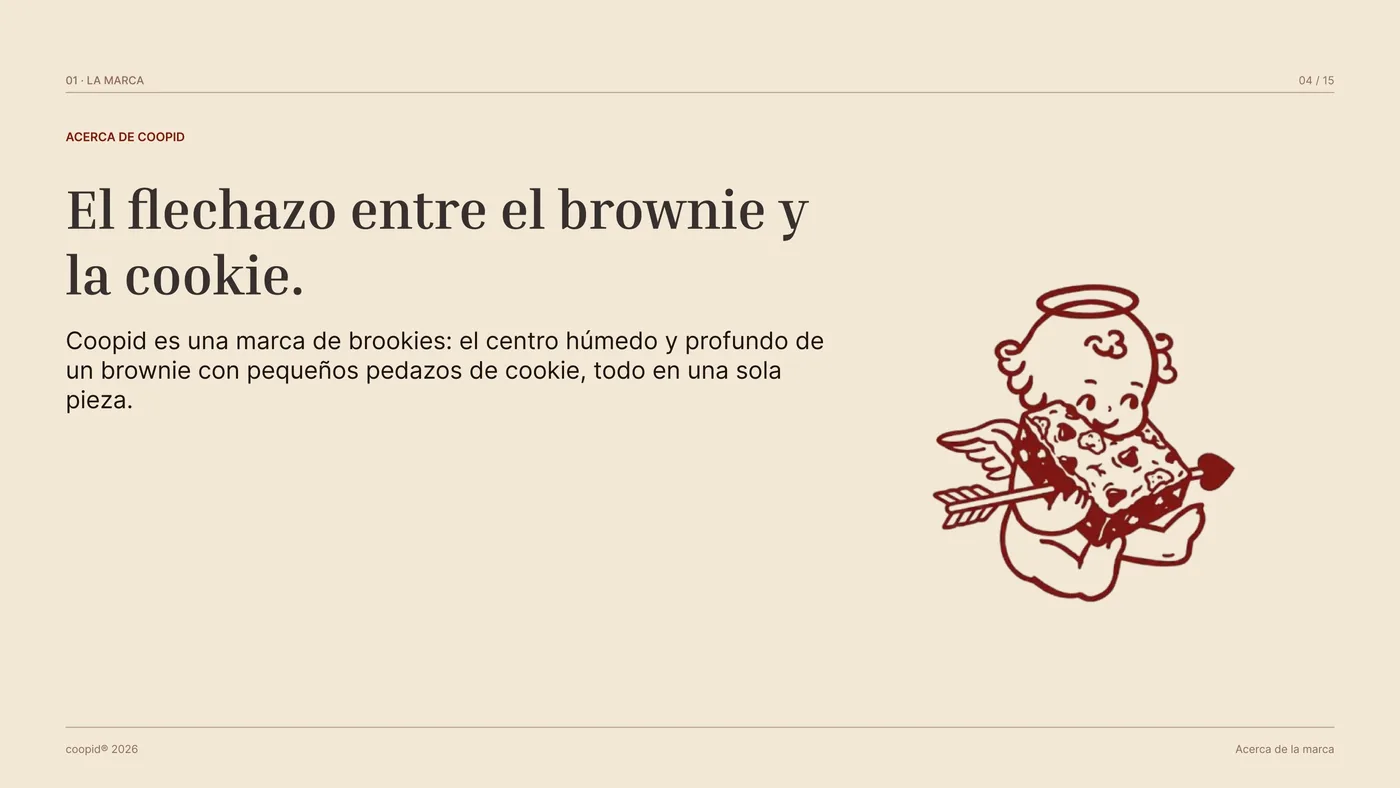 01 · LA MARCA
04 / 15
ACERCA DE COOPID
El flechazo entre el brownie y
la cookie.
Coopid es una marca de brookies: el centro húmedo y profundo de
un brownie con pequeños pedazos de cookie, todo en una sola
pieza.
coopid® 2026
Acerca de la marca